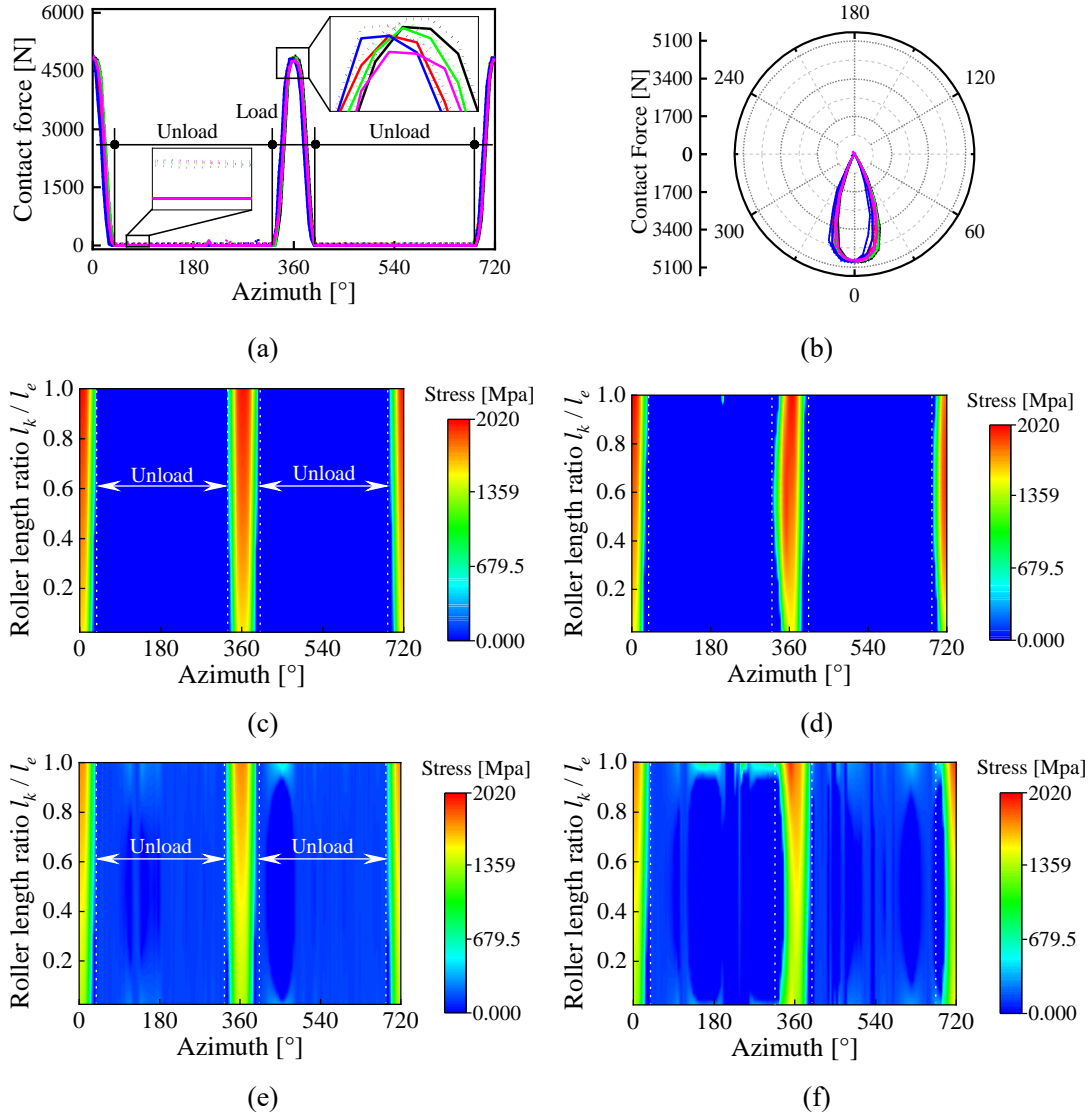 6000
4500
3000
1500
0
Contact force [N]
Load
Unload
Unload
0
180
360
540
720
Azimuth [°]
(a)
180
5100
3400
1700
0
1700
3400
5100
Contact Force [N]
240
120
300
60
0
(b)
1.0
0.8
0.6
0.4
0.2
Roller length ratio l_k / l_e
Unload
Unload
0
180
360
540
720
Azimuth [°]
Stress [Mpa]
2020
1359
679.5
0.000
(c)
1.0
0.8
0.6
0.4
0.2
Roller length ratio l_k / l_e
0
180
360
540
720
Azimuth [°]
Stress [Mpa]
2020
1359
679.5
0.000
(d)
1.0
0.8
0.6
0.4
0.2
Roller length ratio l_k / l_e
Unload
Unload
0
180
360
540
720
Azimuth [°]
Stress [Mpa]
2020
1359
679.5
0.000
(e)
1.0
0.8
0.6
0.4
0.2
Roller length ratio l_k / l_e
0
180
360
540
720
Azimuth [°]
Stress [Mpa]
2020
1359
679.5
0.000
(f)